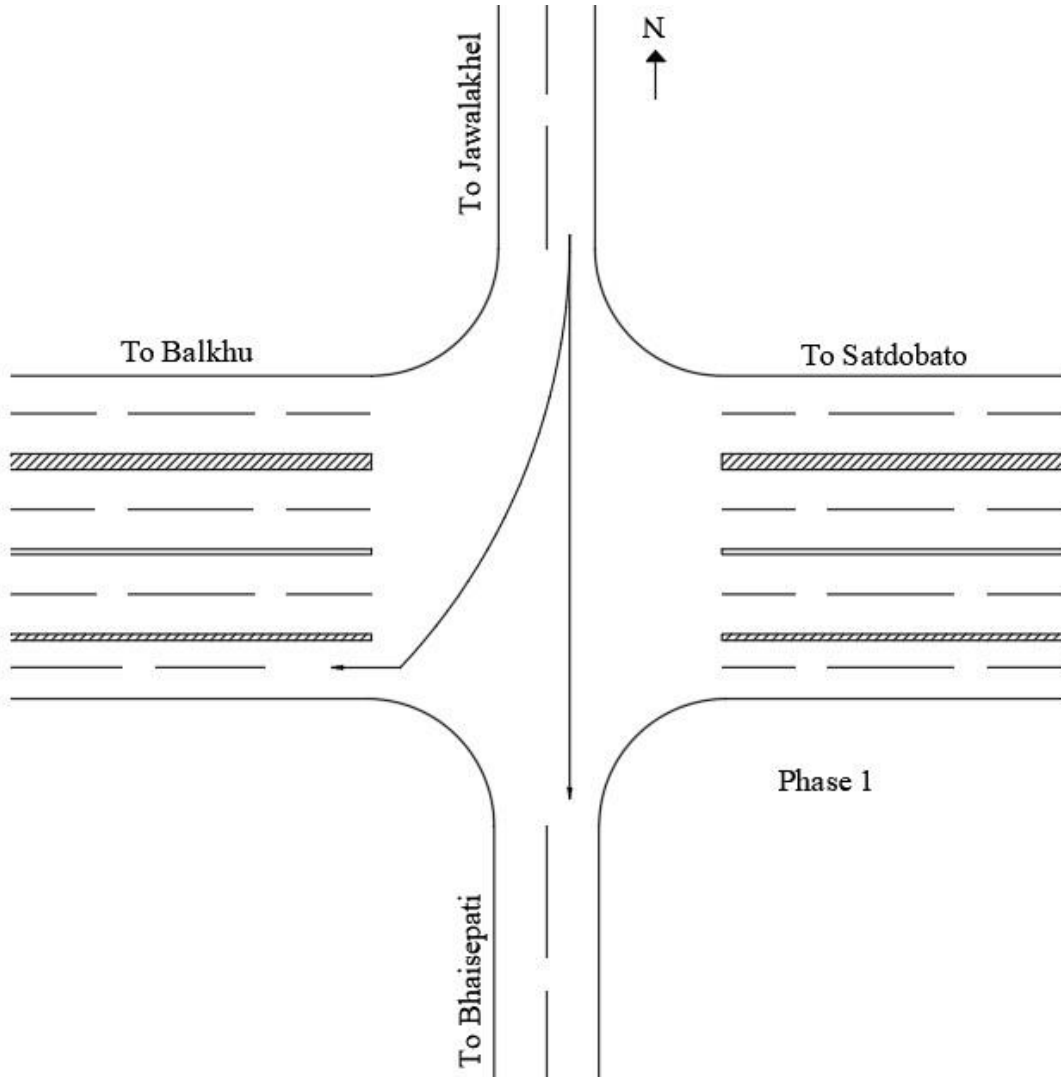 N
To Jawalakhel
To Balkhu
To Satdobato
Phase 1
To Bhaisepati